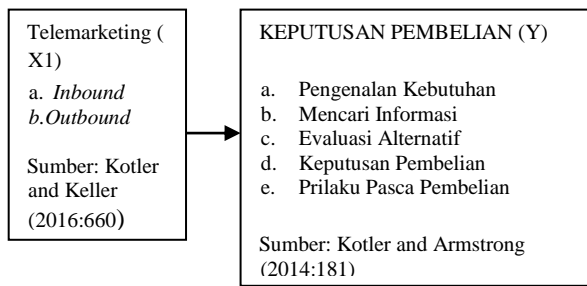 Telemarketing (
X1)
a. Inbound
b.Outbound
Sumber: Kotler
and Keller
(2016:660)
KEPUTUSAN PEMBELIAN (Y)
a. Pengenalan Kebutuhan
b. Mencari Informasi
c. Evaluasi Alternatif
d. Keputusan Pembelian
e. Prilaku Pasca Pembelian
Sumber: Kotler and Armstrong
(2014:181)